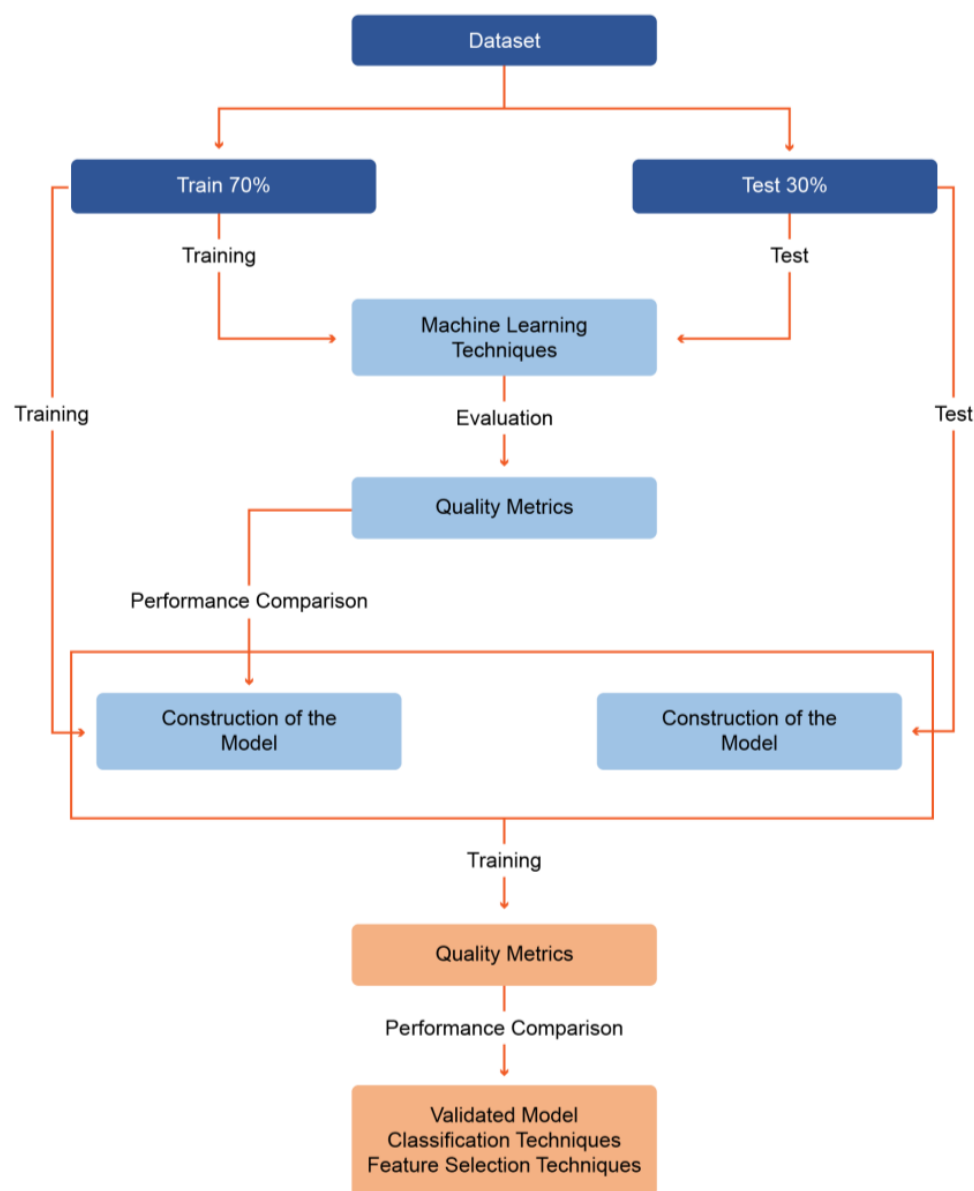 Dataset
Train 70%
Test 30%
Training
Test
Machine Learning
Techniques
Training
Evaluation
Test
Quality Metrics
Performance Comparison
Construction of the
Model
Construction of the
Model
Training
Quality Metrics
Performance Comparison
Validated Model
Classification Techniques
Feature Selection Techniques